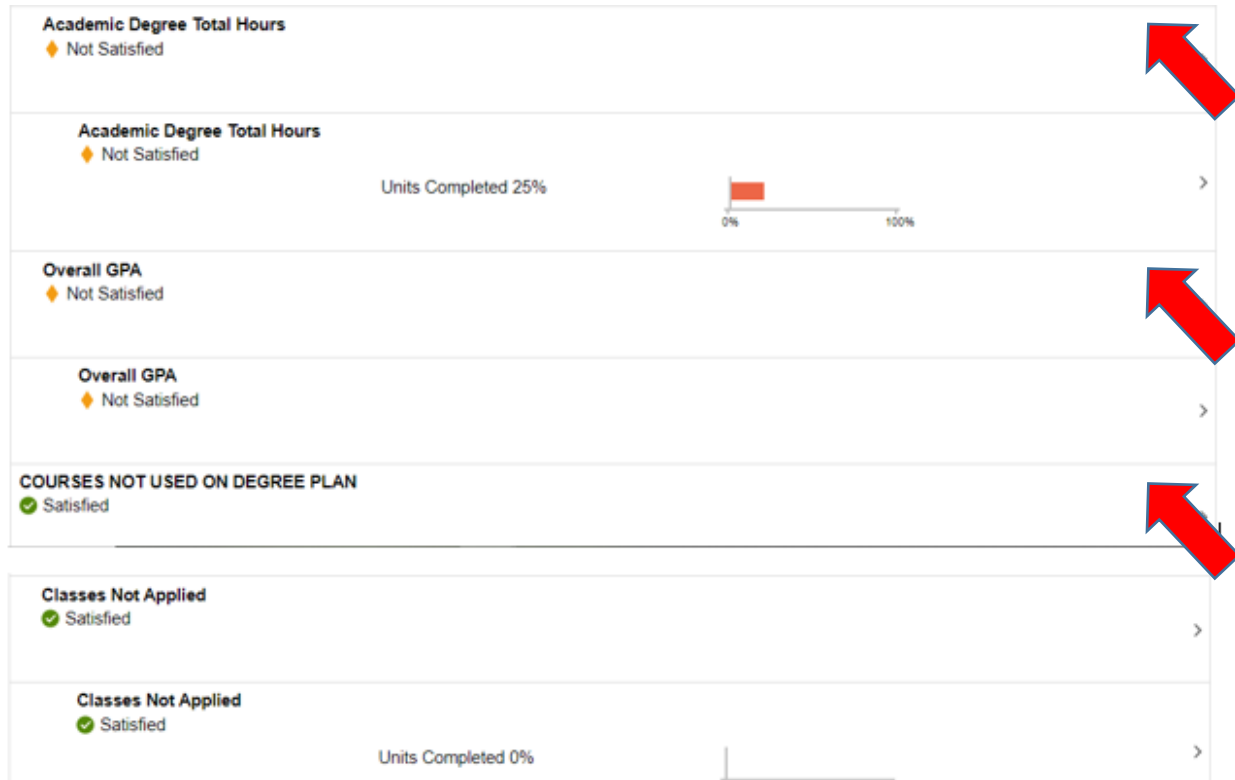 Academic Degree Total Hours
Not Satisfied
Academic Degree Total Hours
Not Satisfied
Units Completed 25%
0% 100%
Overall GPA
Not Satisfied
Overall GPA
Not Satisfied
COURSES NOT USED ON DEGREE PLAN
Satisfied
Classes Not Applied
Satisfied
Classes Not Applied
Satisfied
Units Completed 0%